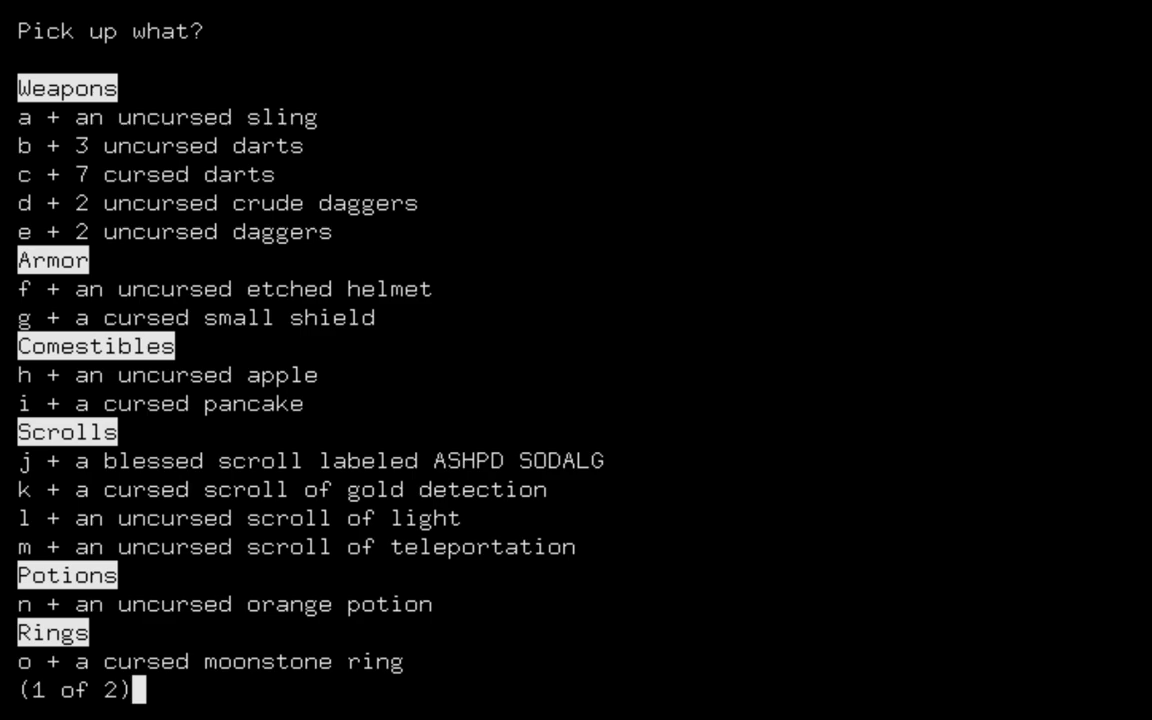 Pick up what?
Weapons
a + an uncursed sling
b + 3 uncursed darts
c + 7 cursed darts
d + 2 uncursed crude daggers
e + 2 uncursed daggers
Armor
f + an uncursed etched helmet
g + a cursed small shield
Comestibles
h + an uncursed apple
i + a cursed pancake
Scrolls
j + a blessed scroll labeled ASHPD SODALG
k + a cursed scroll of gold detection
l + an uncursed scroll of light
m + an uncursed scroll of teleportation
Potions
n + an uncursed orange potion
Rings
o + a cursed moonstone ring
(1 of 2)